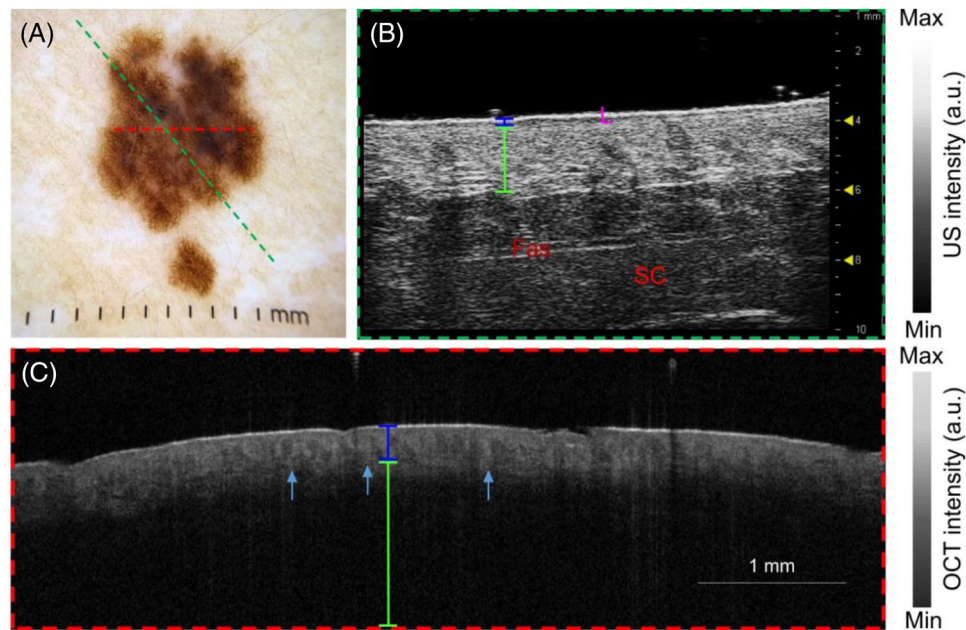 (A)
mm
(B)
1 mm
2
4
6
8
10
L
Fas
SC
Max
US intensity (a.u.)
Min
(C)
1 mm
Max
OCT intensity (a.u.)
Min